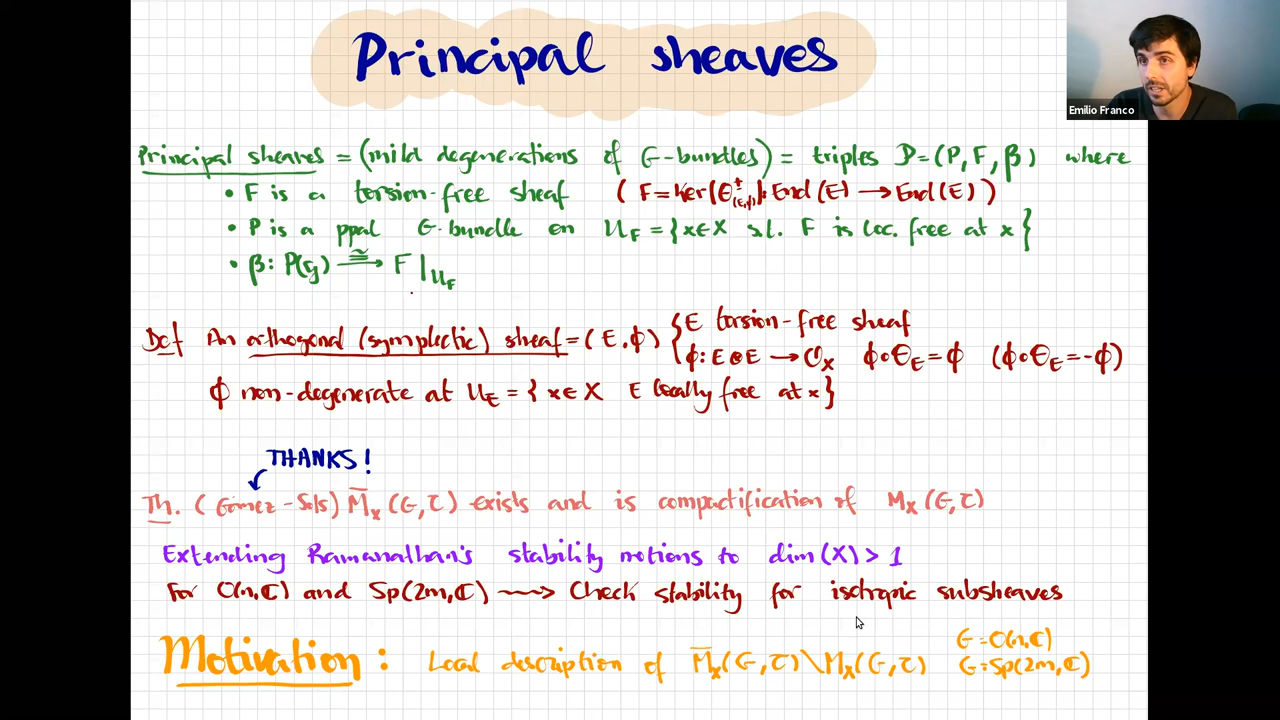 Principal sheaves
Emilio Franco
Principal sheaves = (mild degenerations of G-bundles) = triples P=(P, F, β) where
• F is a torsion-free sheaf (F=Ker(θ⁺_(E,φ)): End(E) → End(E))
• P is a ppal G-bundle on U_F = {x∈X s.t. F is loc. free at x}
• β: P(g) ≅→ F|_U_F
Def An orthogonal (symplectic) sheaf = (E, φ) { E torsion-free sheaf
φ: E⊗E → O_X φ∘θ_E = φ (φ∘θ_E = -φ)
φ non-degenerate at U_E = {x∈X E locally free at x}
THANKS!
Th. (Gómez-Sols) M̄_X(G,τ) exists and is compactification of M_X(G,τ)
Extending Ramanathan's stability notions to dim(X) > 1
For O(n,ℂ) and Sp(2m,ℂ) ⇝ Check stability for isotropic subsheaves
Motivation: Local description of M̄_X(G,τ)\M_X(G,τ) G=O(n,ℂ)
G=Sp(2m,ℂ)